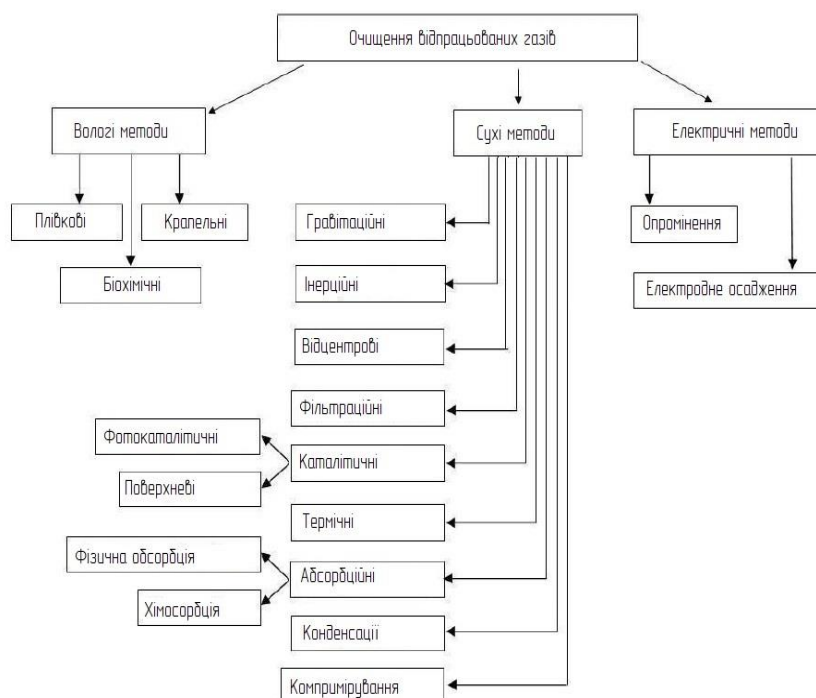 Очищення відпрацьованих газів
Вологі методи
Сухі методи
Електричні методи
Плівкові
Крапельні
Біохімічні
Гравітаційні
Опромінення
Інерційні
Електродне осадження
Відцентрові
Фільтраційні
Фотокаталітичні
Каталітичні
Поверхневі
Термічні
Фізична обсорбція
Абсорбційні
Хімосорбція
Конденсації
Компримірування